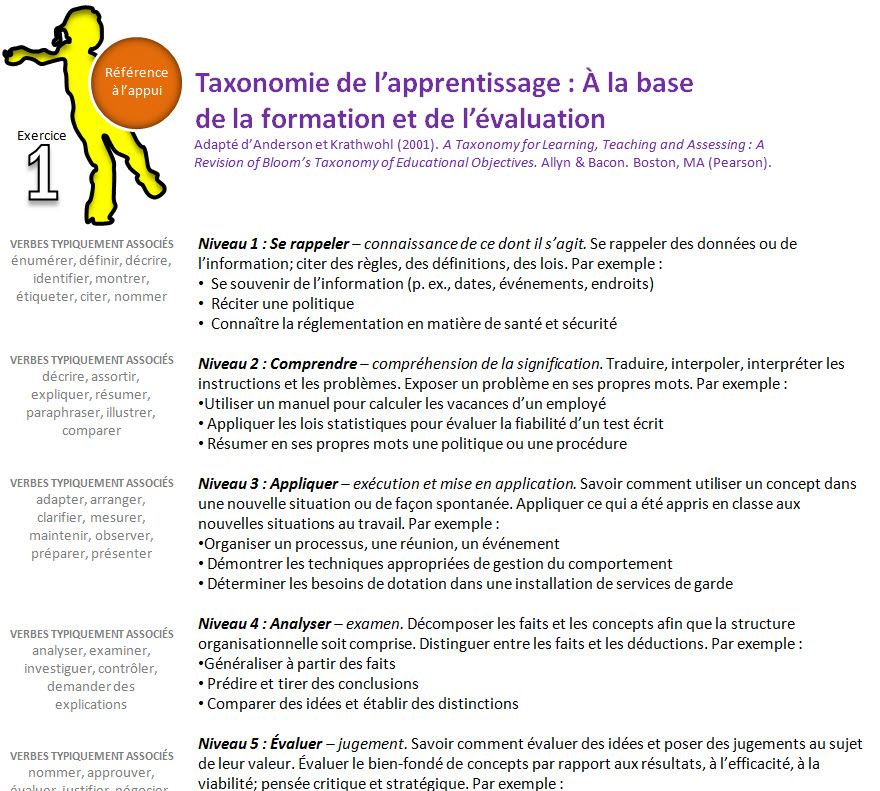 Référence
à l’appui
Exercice
1
Taxonomie de l’apprentissage : À la base
de la formation et de l’évaluation
Adapté d’Anderson et Krathwohl (2001). A Taxonomy for Learning, Teaching and Assessing : A
Revision of Bloom’s Taxonomy of Educational Objectives. Allyn & Bacon. Boston, MA (Pearson).
VERBES TYPIQUEMENT ASSOCIÉS
énumérer, définir, décrire,
identifier, montrer,
étiqueter, citer, nommer
Niveau 1 : Se rappeler – connaissance de ce dont il s’agit. Se rappeler des données ou de
l’information; citer des règles, des définitions, des lois. Par exemple :
• Se souvenir de l’information (p. ex., dates, événements, endroits)
• Réciter une politique
• Connaître la réglementation en matière de santé et sécurité
VERBES TYPIQUEMENT ASSOCIÉS
décrire, assortir,
expliquer, résumer,
paraphraser, illustrer,
comparer
Niveau 2 : Comprendre – compréhension de la signification. Traduire, interpoler, interpréter les
instructions et les problèmes. Exposer un problème en ses propres mots. Par exemple :
•Utiliser un manuel pour calculer les vacances d’un employé
• Appliquer les lois statistiques pour évaluer la fiabilité d’un test écrit
• Résumer en ses propres mots une politique ou une procédure
VERBES TYPIQUEMENT ASSOCIÉS
adapter, arranger,
clarifier, mesurer,
maintenir, observer,
préparer, présenter
Niveau 3 : Appliquer – exécution et mise en application. Savoir comment utiliser un concept dans
une nouvelle situation ou de façon spontanée. Appliquer ce qui a été appris en classe aux
nouvelles situations au travail. Par exemple :
•Organiser un processus, une réunion, un événement
• Démontrer les techniques appropriées de gestion du comportement
• Déterminer les besoins de dotation dans une installation de services de garde
VERBES TYPIQUEMENT ASSOCIÉS
analyser, examiner,
investiguer, contrôler,
demander des
explications
Niveau 4 : Analyser – examen. Décomposer les faits et les concepts afin que la structure
organisationnelle soit comprise. Distinguer entre les faits et les déductions. Par exemple :
•Généraliser à partir des faits
• Prédire et tirer des conclusions
• Comparer des idées et établir des distinctions
VERBES TYPIQUEMENT ASSOCIÉS
nommer, approuver,
évaluer, justifier, négocier,
Niveau 5 : Évaluer – jugement. Savoir comment évaluer des idées et poser des jugements au sujet
de leur valeur. Évaluer le bien-fondé de concepts par rapport aux résultats, à l’efficacité, à la
viabilité; pensée critique et stratégique. Par exemple :